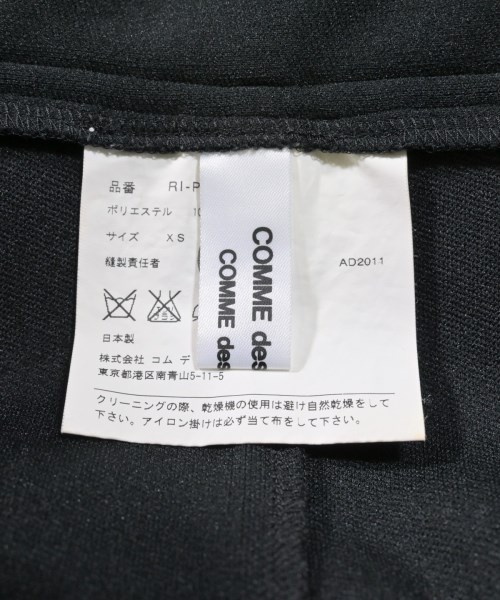 品番 RI-P
ポリエステル 10
サイズ XS
縫製責任者
AD2011
日本製
株式会社 コム デ
東京都港区南青山5-11-5
クリーニングの際、乾燥機の使用は避け自然乾燥をして
下さい。アイロン掛けは必ず当て布をして下さい。
COMME des
COMME des